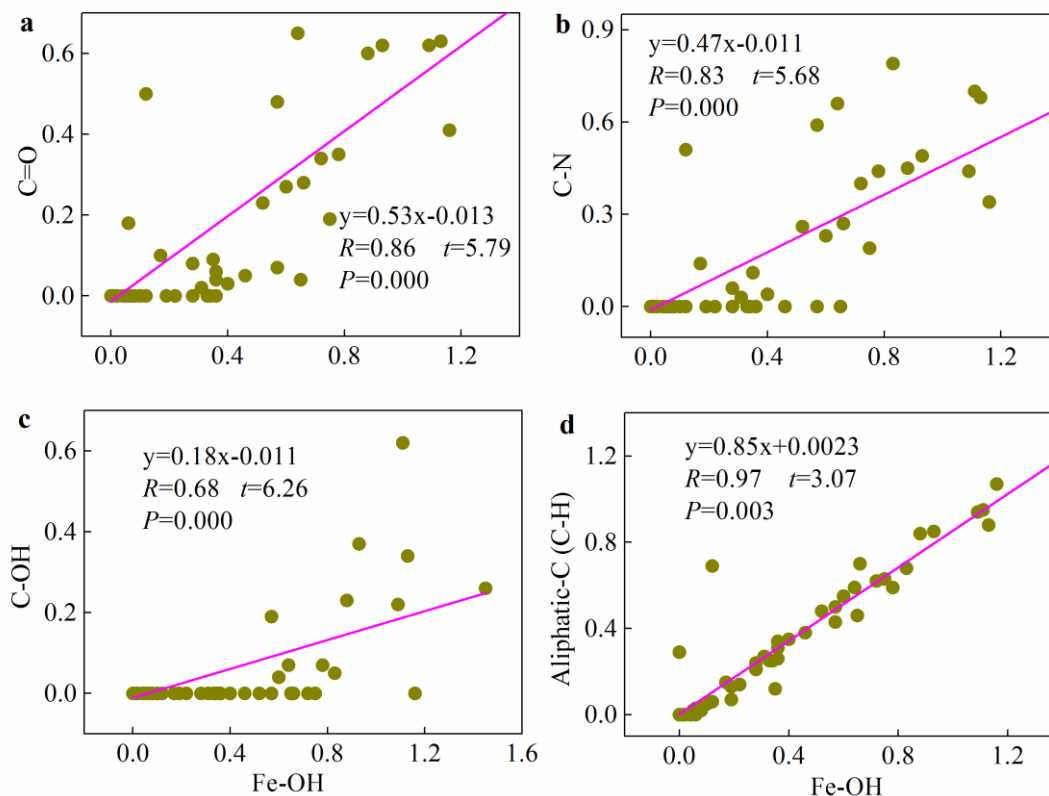 a
y=0.53x-0.013
R=0.86 t=5.79
P=0.000
C=O
0.6
0.4
0.2
0.0
0.0 0.4 0.8 1.2
b
y=0.47x-0.011
R=0.83 t=5.68
P=0.000
C-N
0.9
0.6
0.3
0.0
0.0 0.4 0.8 1.2
c
y=0.18x-0.011
R=0.68 t=6.26
P=0.000
C-OH
0.6
0.4
0.2
0.0
0.0 0.4 0.8 1.2 1.6
Fe-OH
d
y=0.85x+0.0023
R=0.97 t=3.07
P=0.003
Aliphatic-C (C-H)
1.2
0.8
0.4
0.0
0.0 0.4 0.8 1.2
Fe-OH